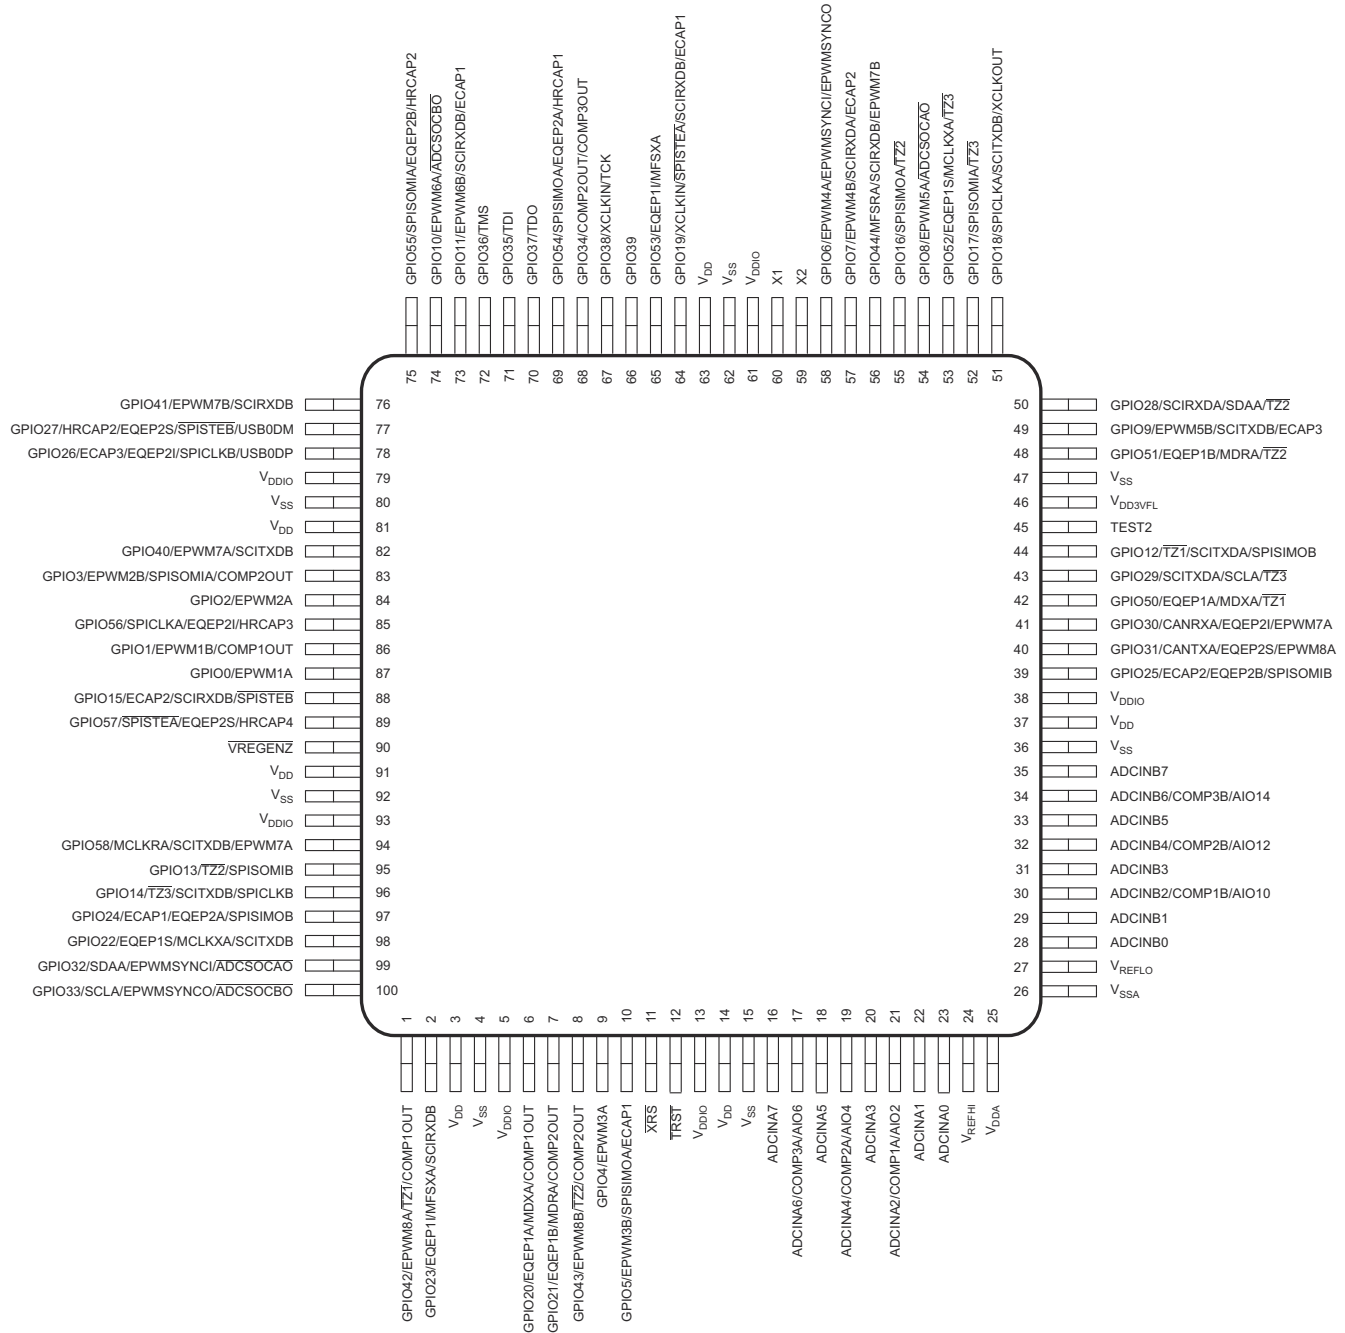 GPIO55/SPISOMIA/EQEP2B/HRCAP2
GPIO10/EPWM6A/ADCSOCBO
GPIO11/EPWM6B/SCIRXDB/ECAP1
GPIO36/TMS
GPIO35/TDI
GPIO37/TDO
GPIO54/SPISIMOA/EQEP2A/HRCAP1
GPIO34/COMP2OUT/COMP3OUT
GPIO38/XCLKIN/TCK
GPIO39
GPIO53/EQEP1I/MFSXA
GPIO19/XCLKIN/SPISTEA/SCIRXDB/ECAP1
VDD
VSS
VDDIO
X1
X2
GPIO6/EPWM4A/EPWMSYNCI/EPWMSYNCO
GPIO7/EPWM4B/SCIRXDA/ECAP2
GPIO44/MFSRA/SCIRXDB/EPWM7B
GPIO16/SPISIMOA/TZ2
GPIO8/EPWM5A/ADCSOCAO
GPIO52/EQEP1S/MCLKXA/TZ3
GPIO17/SPISOMIA/TZ3
GPIO18/SPICLKA/SCITXDB/XCLKOUT
75
74
73
72
71
70
69
68
67
66
65
64
63
62
61
60
59
58
57
56
55
54
53
52
51
GPIO41/EPWM7B/SCIRXDB 76
GPIO27/HRCAP2/EQEP2S/SPISTEB/USB0DM 77
GPIO26/ECAP3/EQEP2I/SPICLKB/USB0DP 78
VDDIO 79
VSS 80
VDD 81
GPIO40/EPWM7A/SCITXDB 82
GPIO3/EPWM2B/SPISOMIA/COMP2OUT 83
GPIO2/EPWM2A 84
GPIO56/SPICLKA/EQEP2I/HRCAP3 85
GPIO1/EPWM1B/COMP1OUT 86
GPIO0/EPWM1A 87
GPIO15/ECAP2/SCIRXDB/SPISTEB 88
GPIO57/SPISTEA/EQEP2S/HRCAP4 89
VREGENZ 90
VDD 91
VSS 92
VDDIO 93
GPIO58/MCLKRA/SCITXDB/EPWM7A 94
GPIO13/TZ2/SPISOMIB 95
GPIO14/TZ3/SCITXDB/SPICLKB 96
GPIO24/ECAP1/EQEP2A/SPISIMOB 97
GPIO22/EQEP1S/MCLKXA/SCITXDB 98
GPIO32/SDAA/EPWMSYNCI/ADCSOCAO 99
GPIO33/SCLA/EPWMSYNCO/ADCSOCBO 100
50 GPIO28/SCIRXDA/SDAA/TZ2
49 GPIO9/EPWM5B/SCITXDB/ECAP3
48 GPIO51/EQEP1B/MDRA/TZ2
47 VSS
46 VDD3VFL
45 TEST2
44 GPIO12/TZ1/SCITXDA/SPISIMOB
43 GPIO29/SCITXDA/SCLA/TZ3
42 GPIO50/EQEP1A/MDXA/TZ1
41 GPIO30/CANRXA/EQEP2I/EPWM7A
40 GPIO31/CANTXA/EQEP2S/EPWM8A
39 GPIO25/ECAP2/EQEP2B/SPISOMIB
38 VDDIO
37 VDD
36 VSS
35 ADCINB7
34 ADCINB6/COMP3B/AIO14
33 ADCINB5
32 ADCINB4/COMP2B/AIO12
31 ADCINB3
30 ADCINB2/COMP1B/AIO10
29 ADCINB1
28 ADCINB0
27 VREFLO
26 VSSA
1
2
3
4
5
6
7
8
9
10
11
12
13
14
15
16
17
18
19
20
21
22
23
24
25
GPIO42/EPWM8A/TZ1/COMP1OUT
GPIO23/EQEP1I/MFSXA/SCIRXDB
VDD
VSS
VDDIO
GPIO20/EQEP1A/MDXA/COMP1OUT
GPIO21/EQEP1B/MDRA/COMP2OUT
GPIO43/EPWM8B/TZ2/COMP2OUT
GPIO4/EPWM3A
GPIO5/EPWM3B/SPISIMOA/ECAP1
XRS
TRST
VDDIO
VDD
VSS
ADCINA7
ADCINA6/COMP3A/AIO6
ADCINA5
ADCINA4/COMP2A/AIO4
ADCINA3
ADCINA2/COMP1A/AIO2
ADCINA1
ADCINA0
VREFHI
VDDA